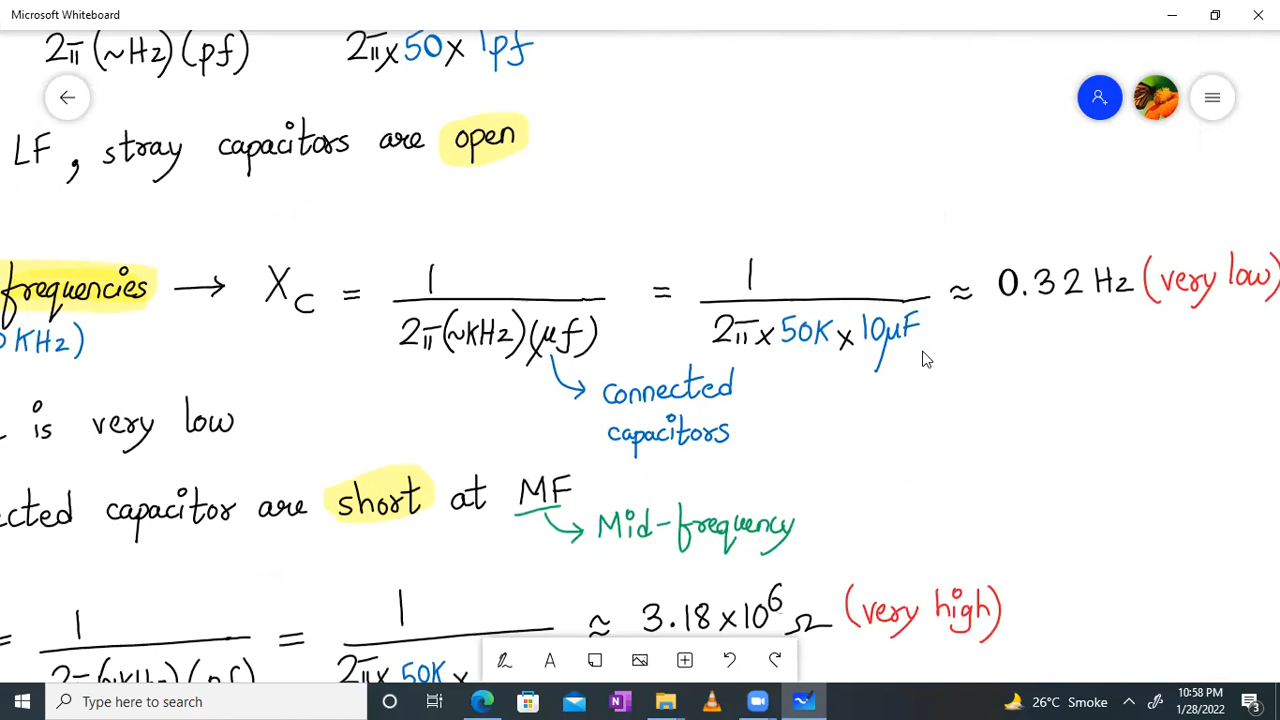 Microsoft Whiteboard
2π(~Hz)(pf) 2π×50×1pf
LF, stray capacitors are open
frequencies → XC = 1 / 2π(~KHz)(μf) = 1 / 2π×50K×10μF ≈ 0.32 Hz (very low)
KHz)
connected
capacitors
is very low
capacitor are short at MF
→ Mid-frequency
= 1 = 1 / 2π×50K× ≈ 3.18×10⁶ Ω (very high)
Type here to search
26°C Smoke
10:58 PM
1/28/2022
3